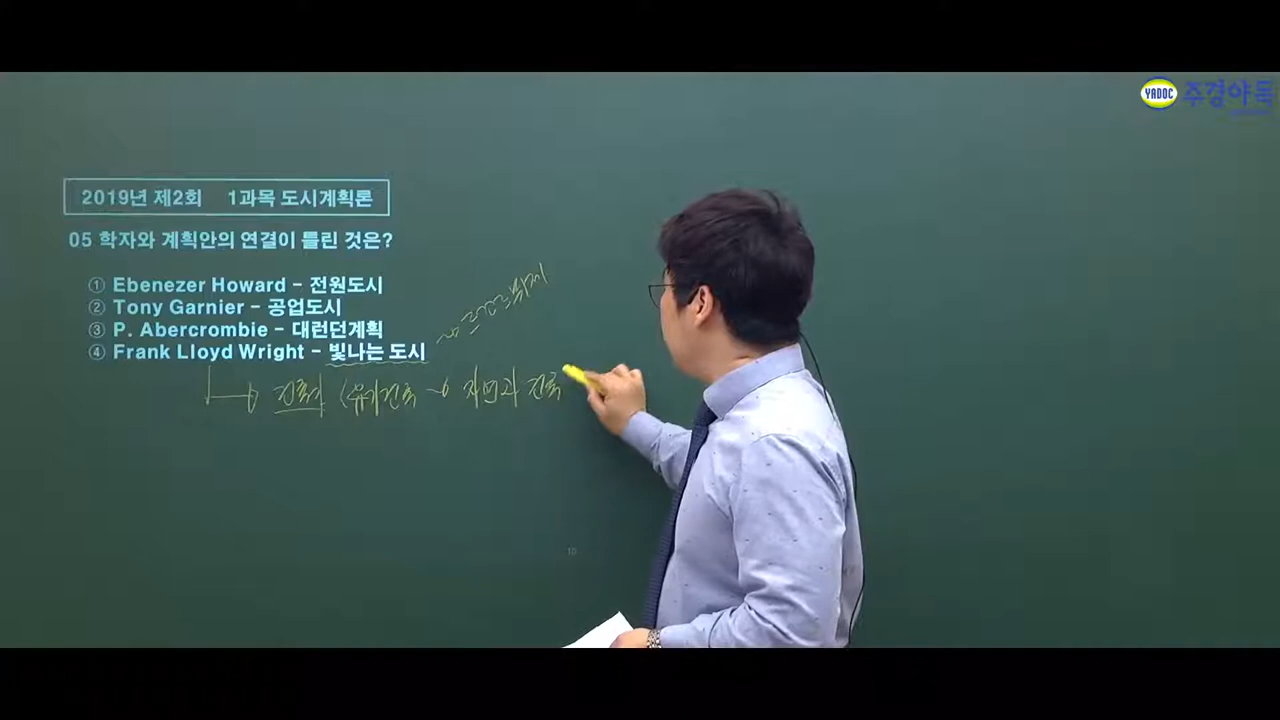 YADOC 주경야독
2019년 제2회 1과목 도시계획론
05 학자와 계획안의 연결이 틀린 것은?
① Ebenezer Howard - 전원도시
② Tony Garnier - 공업도시
③ P. Abercrombie - 대런던계획
④ Frank Lloyd Wright - 빛나는 도시
건축가 (유기건축 자연과 건축
10